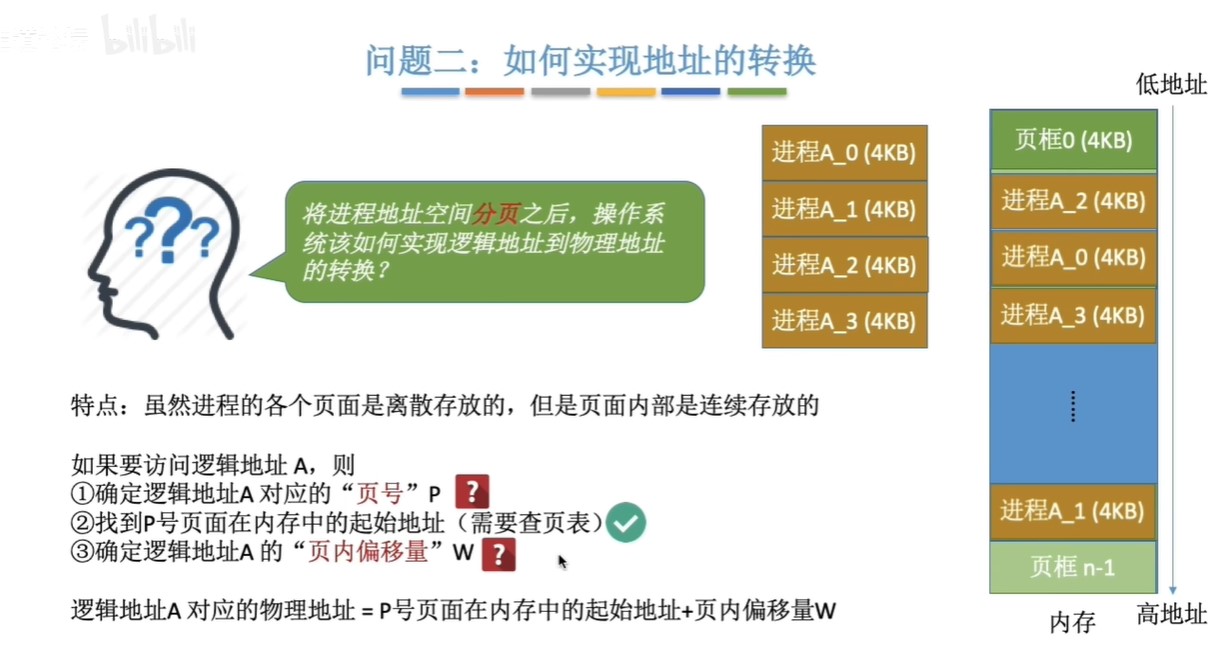 bilibili
问题二：如何实现地址的转换
低地址
将进程地址空间分页之后，操作系
统该如何实现逻辑地址到物理地址
的转换？
进程A_0 (4KB)
进程A_1 (4KB)
进程A_2 (4KB)
进程A_3 (4KB)
页框0 (4KB)
进程A_2 (4KB)
进程A_0 (4KB)
进程A_3 (4KB)
进程A_1 (4KB)
页框 n-1
内存
高地址
特点：虽然进程的各个页面是离散存放的，但是页面内部是连续存放的
如果要访问逻辑地址 A，则
①确定逻辑地址A 对应的“页号”P ?
②找到P号页面在内存中的起始地址（需要查页表）
③确定逻辑地址A 的“页内偏移量”W ?
逻辑地址A 对应的物理地址 = P号页面在内存中的起始地址+页内偏移量W